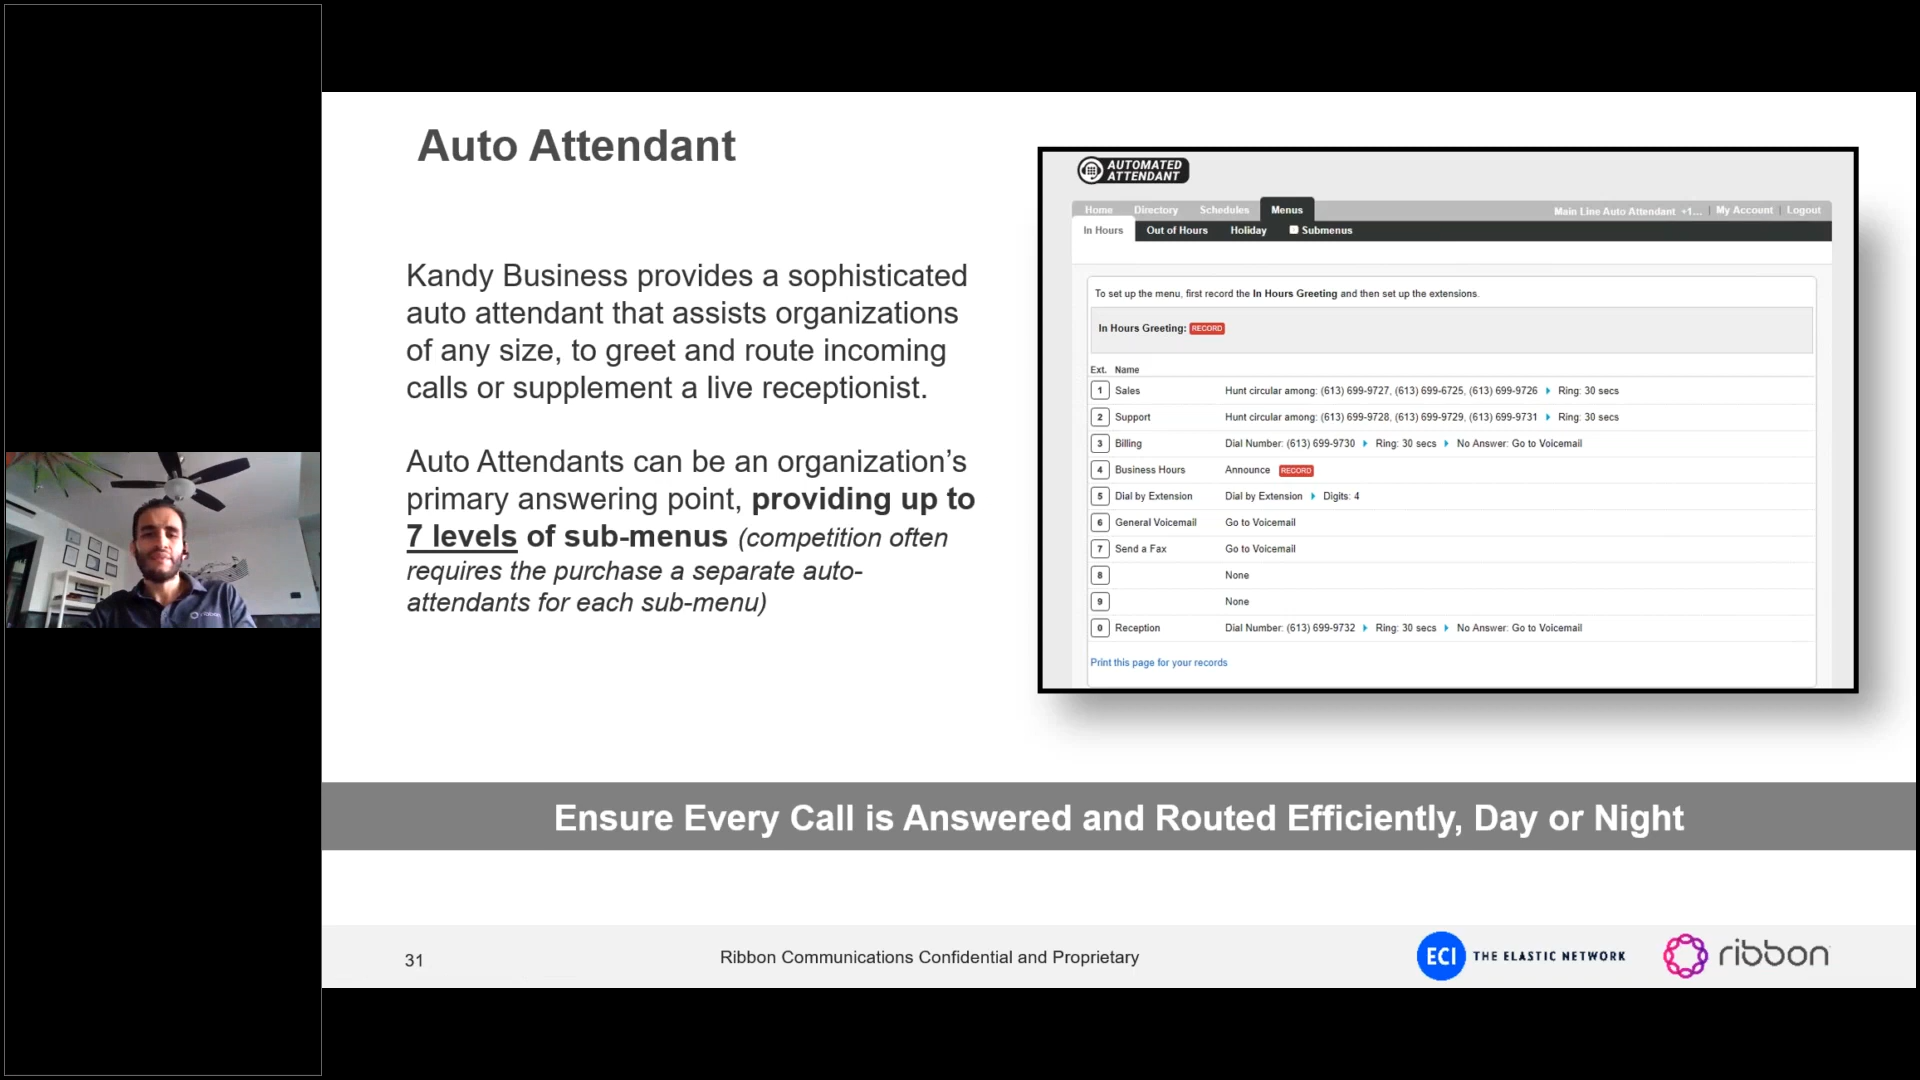 Auto Attendant
Kandy Business provides a sophisticated
auto attendant that assists organizations
of any size, to greet and route incoming
calls or supplement a live receptionist.
Auto Attendants can be an organization’s
primary answering point, providing up to
7 levels of sub-menus (competition often
requires the purchase a separate auto-
attendants for each sub-menu)
AUTOMATED
ATTENDANT
Home Directory Schedules Menus Main Line Auto Attendant +1... | My Account | Logout
In Hours Out of Hours Holiday Submenus
To set up the menu, first record the In Hours Greeting and then set up the extensions.
In Hours Greeting: RECORD
Ext. Name
1 Sales Hunt circular among: (613) 699-9727, (613) 699-6725, (613) 699-9726 Ring: 30 secs
2 Support Hunt circular among: (613) 699-9728, (613) 699-9729, (613) 699-9731 Ring: 30 secs
3 Billing Dial Number: (613) 699-9730 Ring: 30 secs No Answer: Go to Voicemail
4 Business Hours Announce RECORD
5 Dial by Extension Dial by Extension Digits: 4
6 General Voicemail Go to Voicemail
7 Send a Fax Go to Voicemail
8 None
9 None
0 Reception Dial Number: (613) 699-9732 Ring: 30 secs No Answer: Go to Voicemail
Print this page for your records
Ensure Every Call is Answered and Routed Efficiently, Day or Night
31
Ribbon Communications Confidential and Proprietary
ECI THE ELASTIC NETWORK
ribbon
ribbon